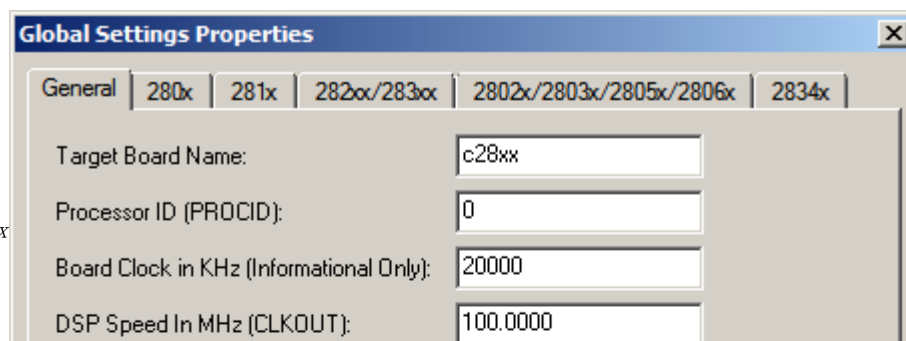 Global Settings Properties
General 280x 281x 282xx/283xx 2802x/2803x/2805x/2806x 2834x
Target Board Name: c28xx
Processor ID (PROCID): 0
x
Board Clock in KHz (Informational Only): 20000
DSP Speed In MHz (CLKOUT): 100.0000